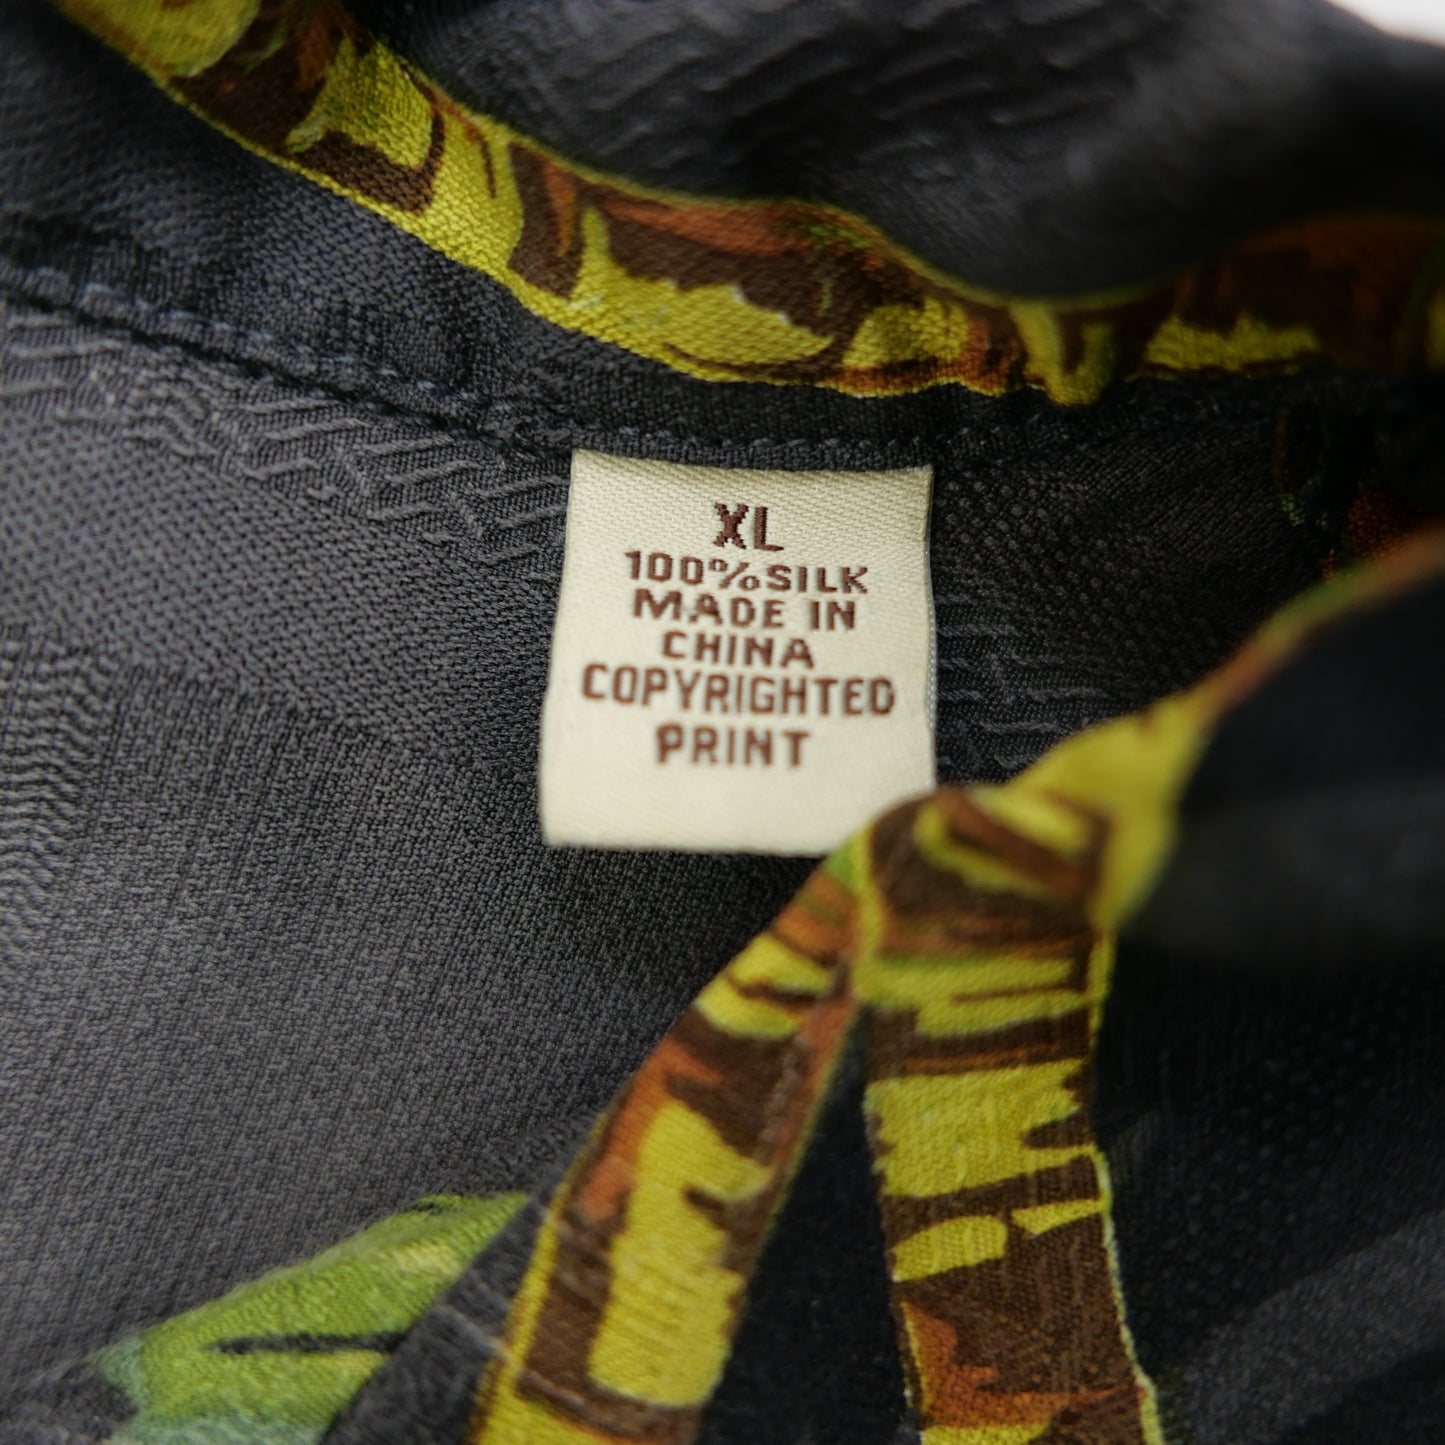 XL
100%SILK
MADE IN
CHINA
COPYRIGHTED
PRINT